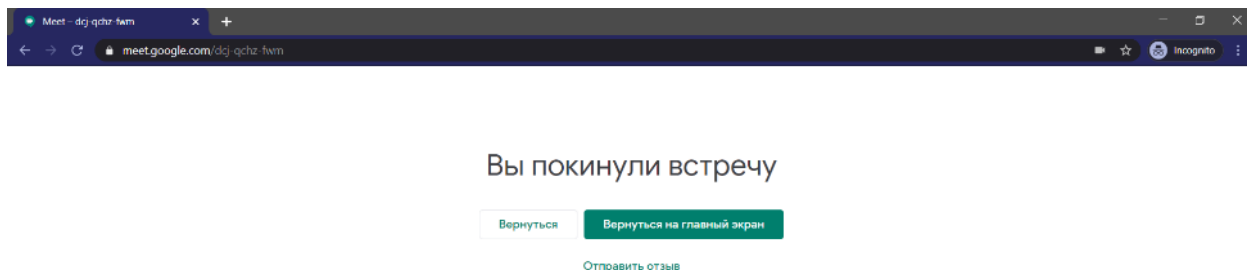 Meet – dcj-qchz-fwm
meet.google.com/dcj-qchz-fwm
Incognito
Вы покинули встречу
Вернуться
Вернуться на главный экран
Отправить отзыв